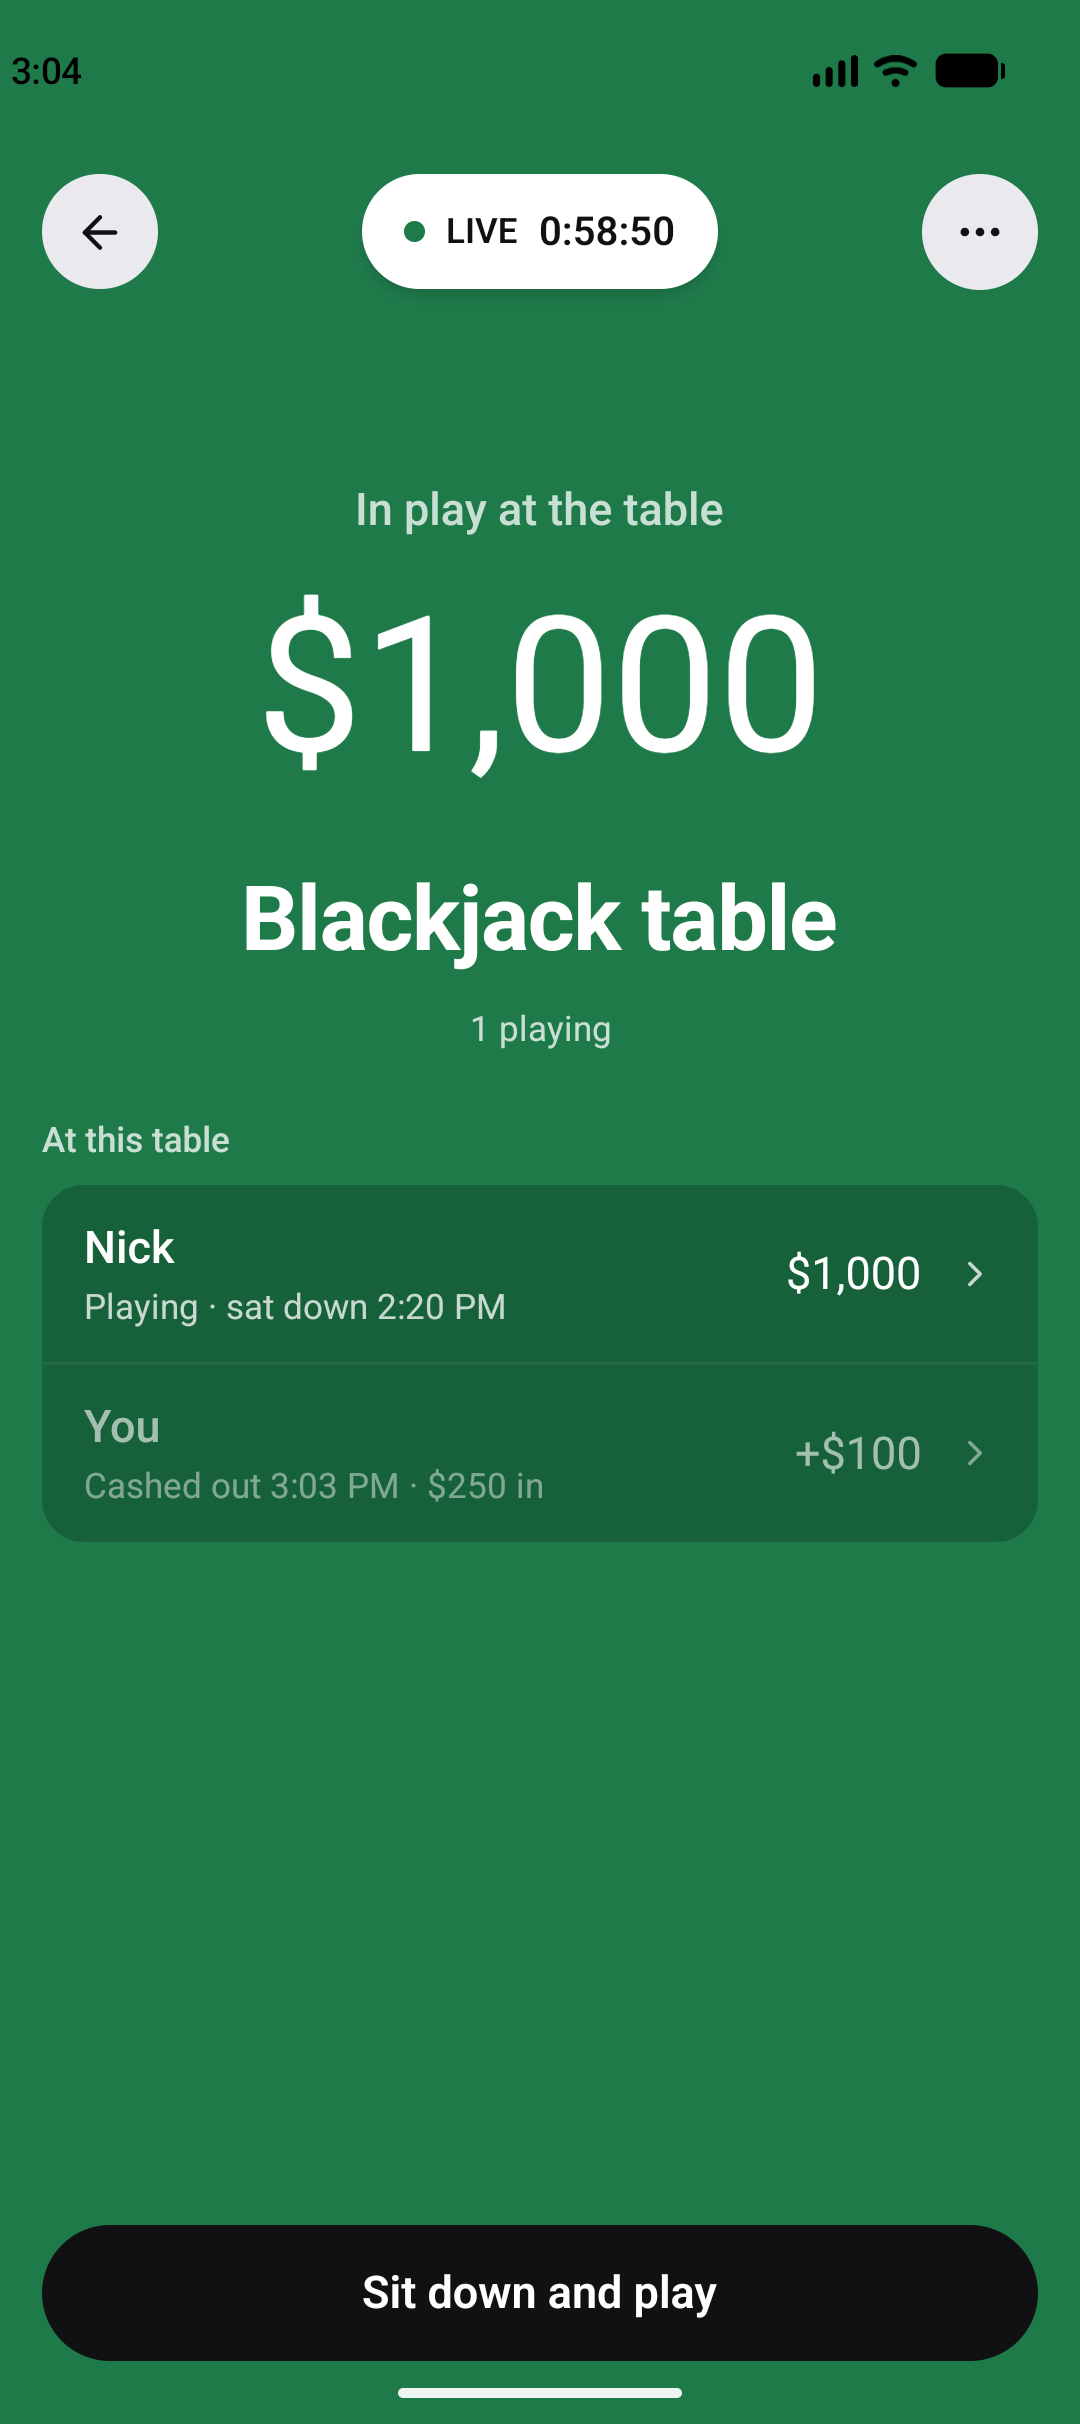 3:04
LIVE 0:58:50
In play at the table
$1,000
Blackjack table
1 playing
At this table
Nick
Playing · sat down 2:20 PM
$1,000
You
Cashed out 3:03 PM · $250 in
+$100
Sit down and play